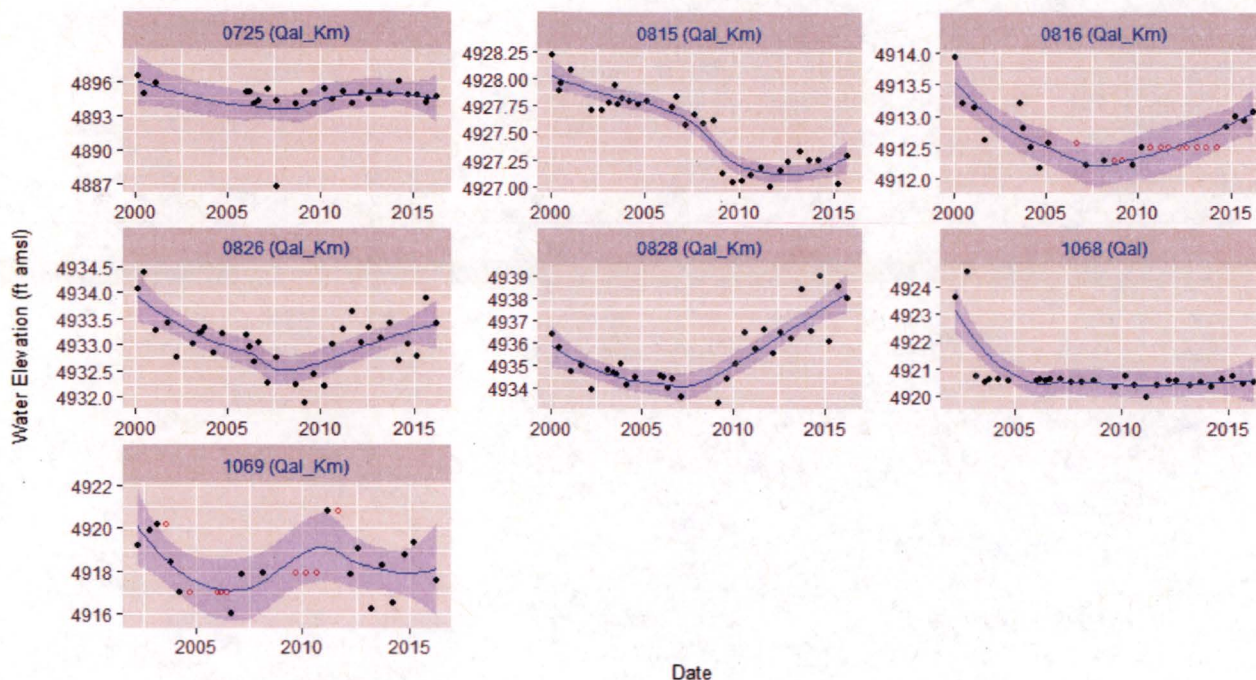 0725 (Qal_Km)
4896
4893
4890
4887
2000 2005 2010 2015
0815 (Qal_Km)
4928.25
4928.00
4927.75
4927.50
4927.25
4927.00
2000 2005 2010 2015
0816 (Qal_Km)
4914.0
4913.5
4913.0
4912.5
4912.0
2000 2005 2010 2015
Water Elevation (ft amsl)
0826 (Qal_Km)
4934.5
4934.0
4933.5
4933.0
4932.5
4932.0
2000 2005 2010 2015
0828 (Qal_Km)
4939
4938
4937
4936
4935
4934
2000 2005 2010 2015
1068 (Qal)
4924
4923
4922
4921
4920
2005 2010 2015
1069 (Qal_Km)
4922
4920
4918
4916
2005 2010 2015
Date